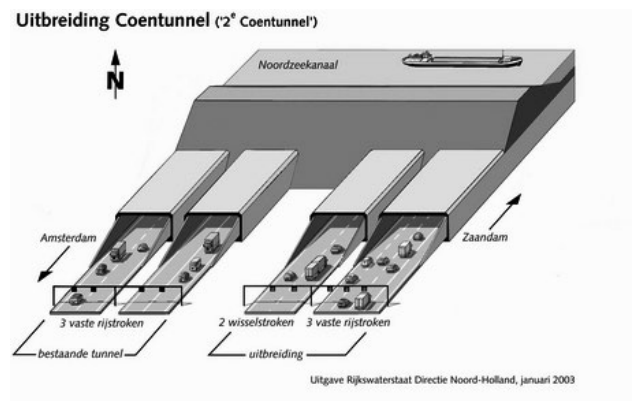 Uitbreiding Coentunnel ('2e Coentunnel')
N
Noordzeekanaal
Amsterdam
Zaandam
3 vaste rijstroken
2 wisselstroken
3 vaste rijstroken
bestaande tunnel
uitbreiding
Uitgave Rijkswaterstaat Directie Noord-Holland, januari 2003